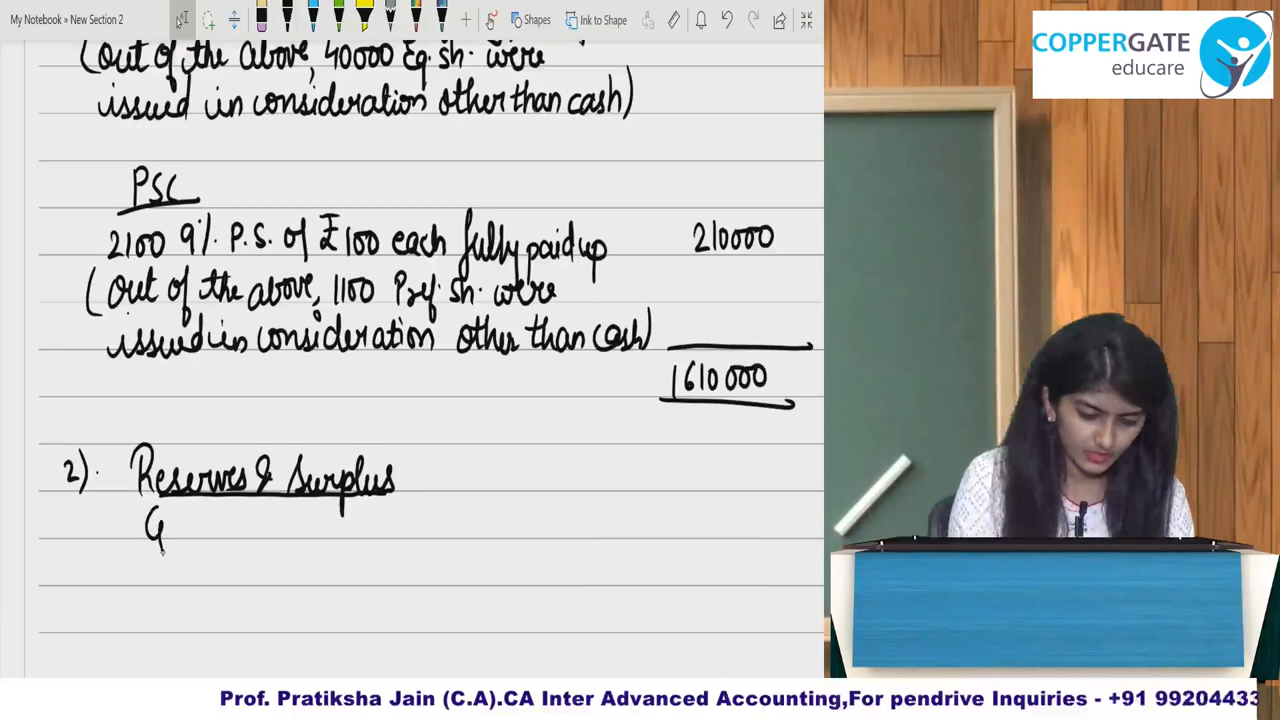 My Notebook » New Section 2
Shapes
Ink to Shape
COPPERGATE
educare
(Out of the above, 40000 Eq. sh. were
issued in consideration other than cash)
PSC
2100 9% P.S. of ₹100 each fully paid up 210000
(Out of the above, 1100 Pref. sh. were
issued in consideration other than cash)
1610000
2). Reserves & Surplus
G
Prof. Pratiksha Jain (C.A).CA Inter Advanced Accounting,For pendrive Inquiries - +91 99204433